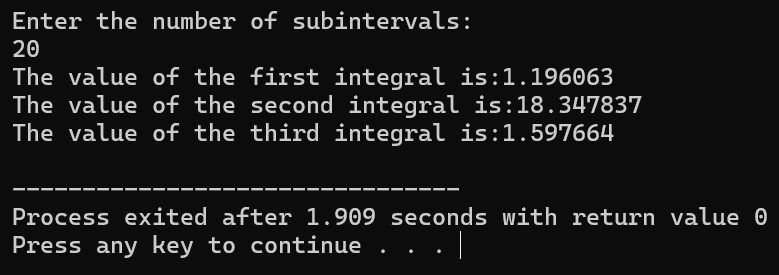 Enter the number of subintervals:
20
The value of the first integral is:1.196063
The value of the second integral is:18.347837
The value of the third integral is:1.597664
--------------------------------
Process exited after 1.909 seconds with return value 0
Press any key to continue . . .